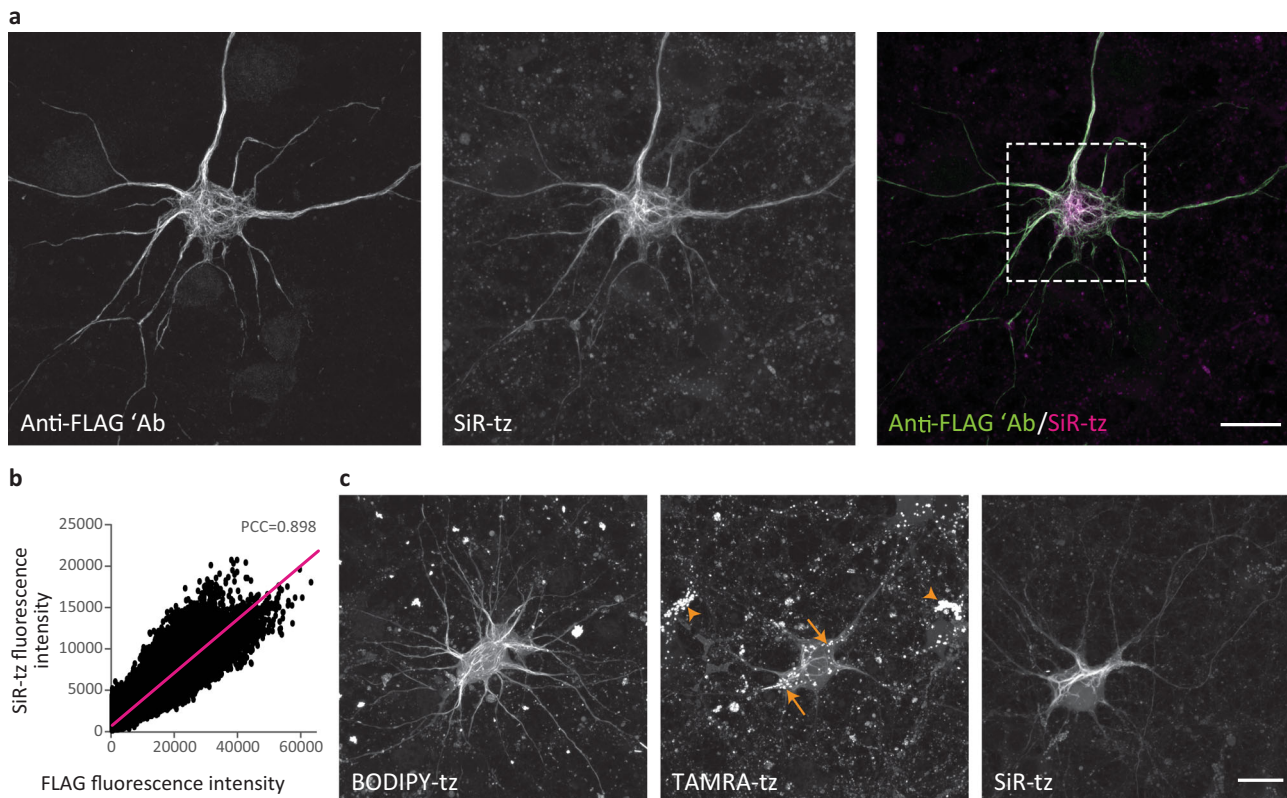 a
Anti-FLAG ‘Ab
SiR-tz
Anti-FLAG ‘Ab/SiR-tz
b
PCC=0.898
SiR-tz fluorescence
intensity
25000
20000
15000
10000
5000
0
0 20000 40000 60000
FLAG fluorescence intensity
c
BODIPY-tz
TAMRA-tz
SiR-tz